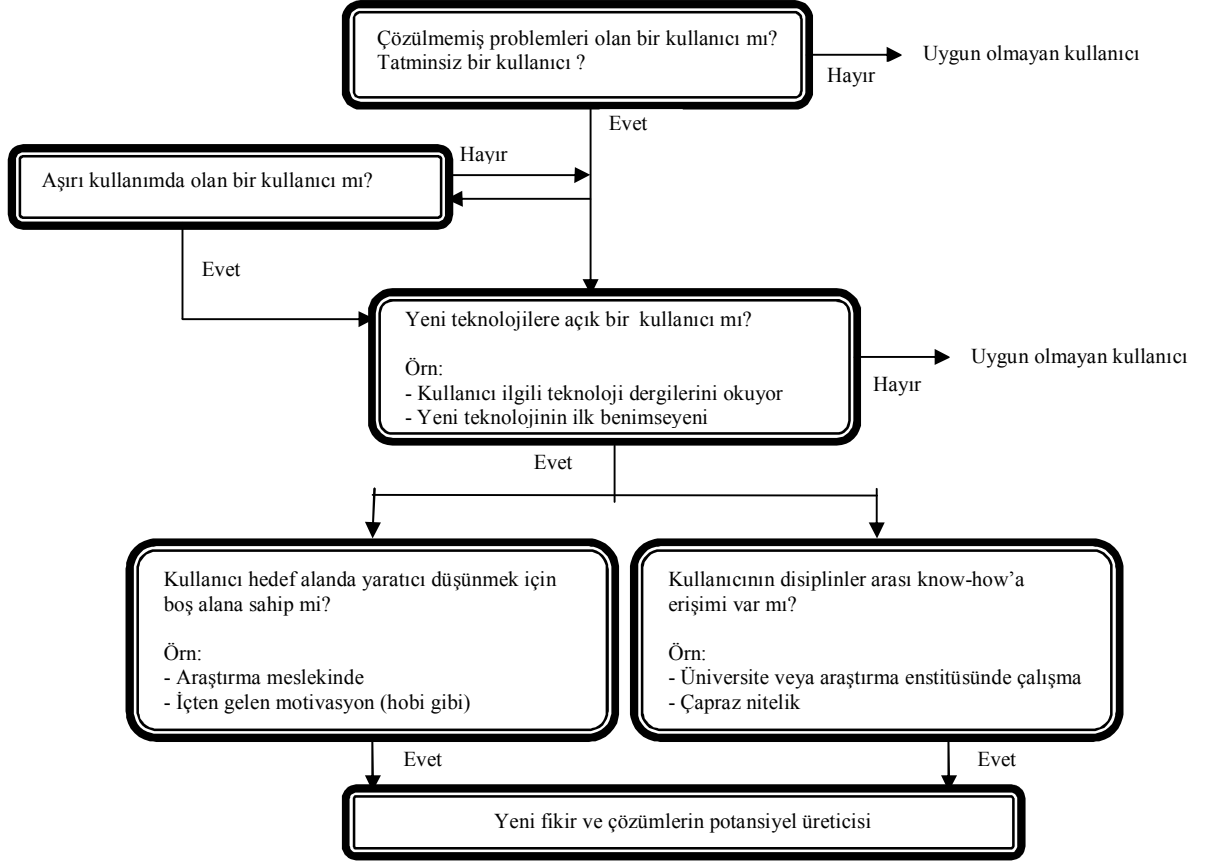 Çözülmemiş problemleri olan bir kullanıcı mı?
Tatminsiz bir kullanıcı ?
Uygun olmayan kullanıcı
Hayır
Evet
Hayır
Aşırı kullanımda olan bir kullanıcı mı?
Evet
Yeni teknolojilere açık bir kullanıcı mı?
Örn:
- Kullanıcı ilgili teknoloji dergilerini okuyor
- Yeni teknolojinin ilk benimseyeni
Uygun olmayan kullanıcı
Hayır
Evet
Kullanıcı hedef alanda yaratıcı düşünmek için
boş alana sahip mi?
Örn:
- Araştırma meslekinde
- İçten gelen motivasyon (hobi gibi)
Kullanıcının disiplinler arası know-how’a
erişimi var mı?
Örn:
- Üniversite veya araştırma enstitüsünde çalışma
- Çapraz nitelik
Evet
Evet
Yeni fikir ve çözümlerin potansiyel üreticisi